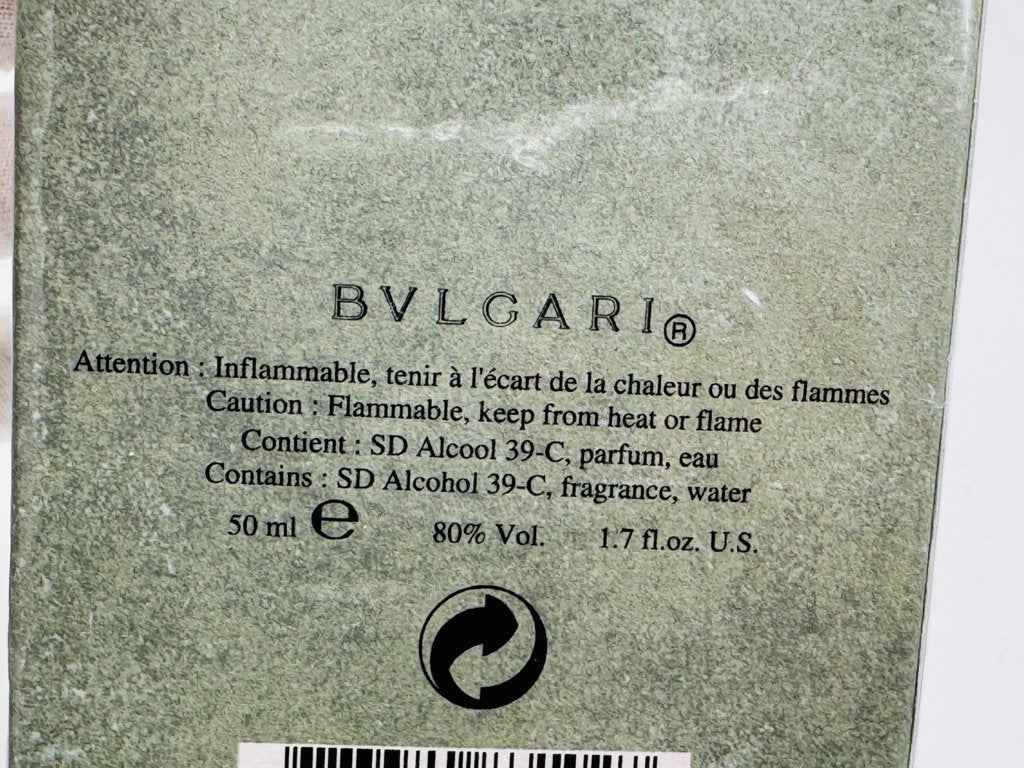 BVLGARI®
Attention : Inflammable, tenir à l'écart de la chaleur ou des flammes
Caution : Flammable, keep from heat or flame
Contient : SD Alcool 39-C, parfum, eau
Contains : SD Alcohol 39-C, fragrance, water
50 ml ℮ 80% Vol. 1.7 fl.oz. U.S.